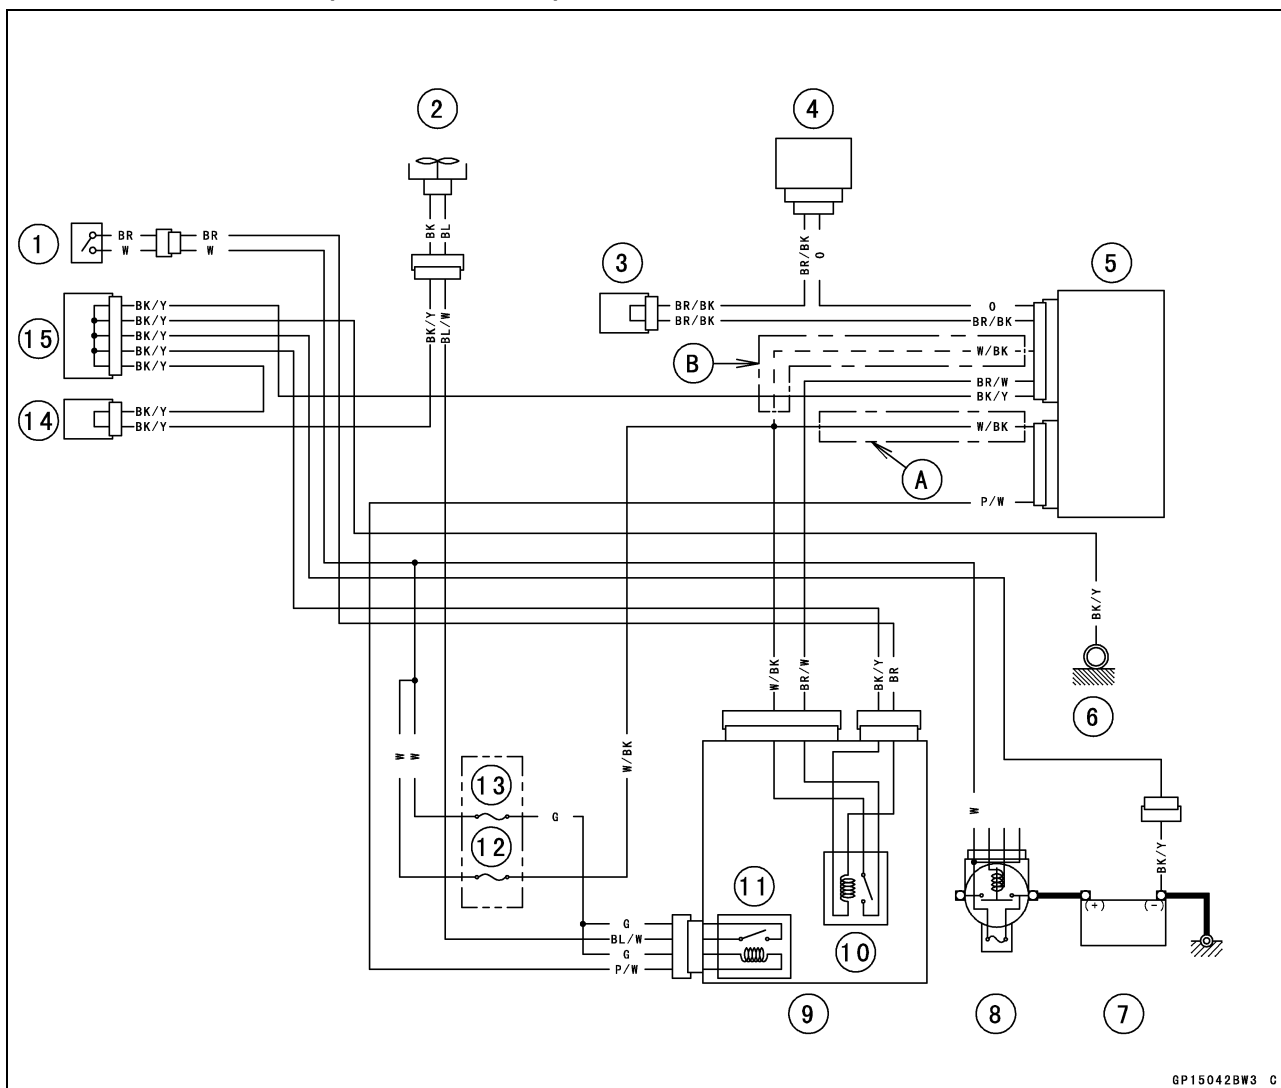 2
4
BK
BL
1
BR
W
BR
W
BR/BK
O
3
5
BR/BK
BR/BK
O
BR/BK
15
BK/Y
BK/Y
BK/Y
BK/Y
BK/Y
BK/Y
BL/W
B
W/BK
BR/W
BK/Y
14
BK/Y
BK/Y
W/BK
A
P/W
BK/Y
6
W/BK
BR/W
BK/Y
BR
W
W
W/BK
13
G
12
W
BK/Y
11
(+)
(-)
G
BL/W
G
P/W
10
9
8
7
GP15042BW3 C